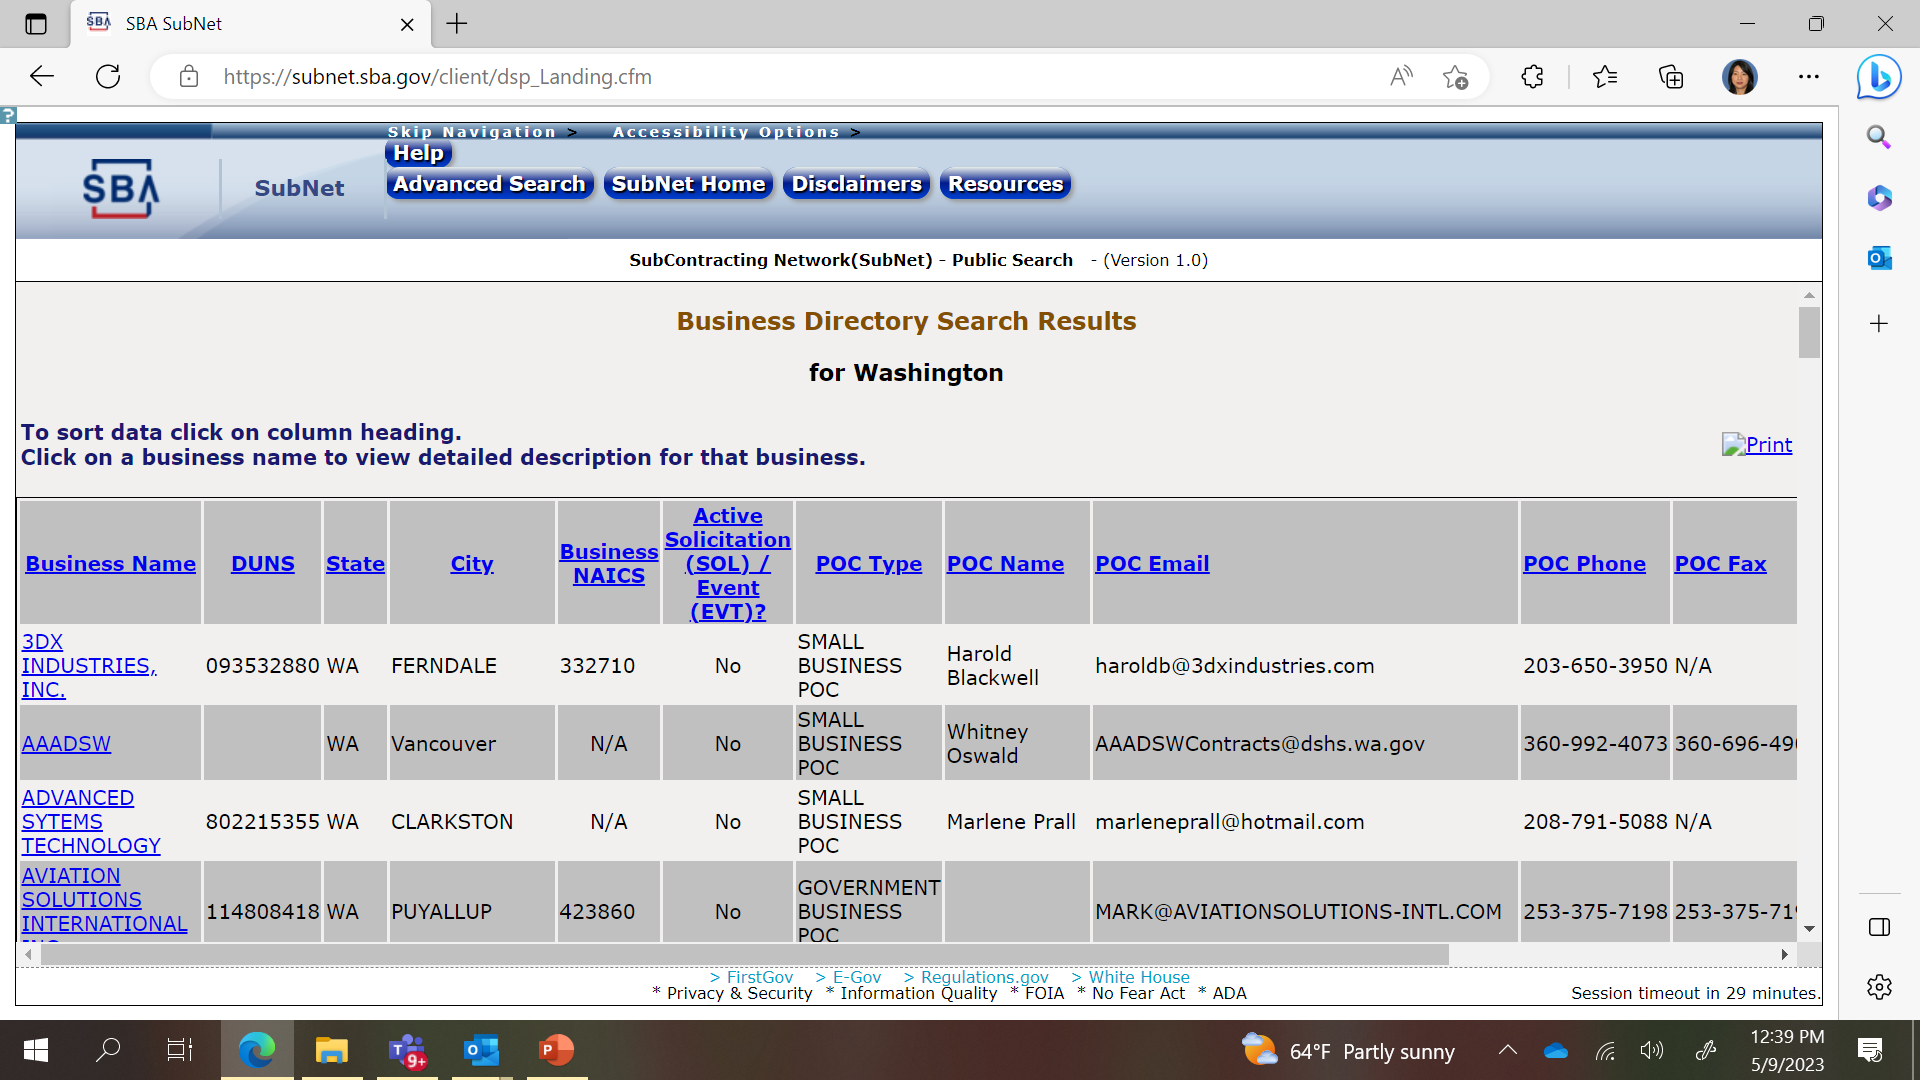 SBA SubNet
https://subnet.sba.gov/client/dsp_Landing.cfm
?
Skip Navigation > Accessibility Options >
Help
SBA SubNet
Advanced Search SubNet Home Disclaimers Resources
SubContracting Network(SubNet) - Public Search - (Version 1.0)
Business Directory Search Results
for Washington
To sort data click on column heading.
Click on a business name to view detailed description for that business.
Print
Business Name DUNS State City Business NAICS Active Solicitation (SOL) / Event (EVT)? POC Type POC Name POC Email POC Phone POC Fax
3DX INDUSTRIES, INC. 093532880 WA FERNDALE 332710 No SMALL BUSINESS POC Harold Blackwell haroldb@3dxindustries.com 203-650-3950 N/A
AAADSW WA Vancouver N/A No SMALL BUSINESS POC Whitney Oswald AAADSWContracts@dshs.wa.gov 360-992-4073 360-696-49
ADVANCED SYTEMS TECHNOLOGY 802215355 WA CLARKSTON N/A No SMALL BUSINESS POC Marlene Prall marleneprall@hotmail.com 208-791-5088 N/A
AVIATION SOLUTIONS INTERNATIONAL 114808418 WA PUYALLUP 423860 No GOVERNMENT BUSINESS POC MARK@AVIATIONSOLUTIONS-INTL.COM 253-375-7198 253-375-71
> FirstGov > E-Gov > Regulations.gov > White House
* Privacy & Security * Information Quality * FOIA * No Fear Act * ADA
Session timeout in 29 minutes.
9+
64°F Partly sunny
12:39 PM
5/9/2023